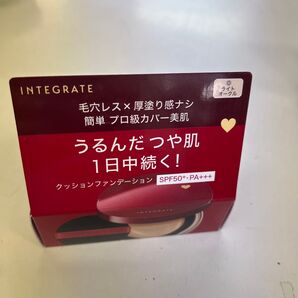 INTEGRATE
ライト
オークル
毛穴レス×厚塗り感ナシ
簡単 プロ級カバー美肌
うるんだ つや肌
1日中続く!
クッションファンデーション SPF50+・PA+++
INTEGRATE